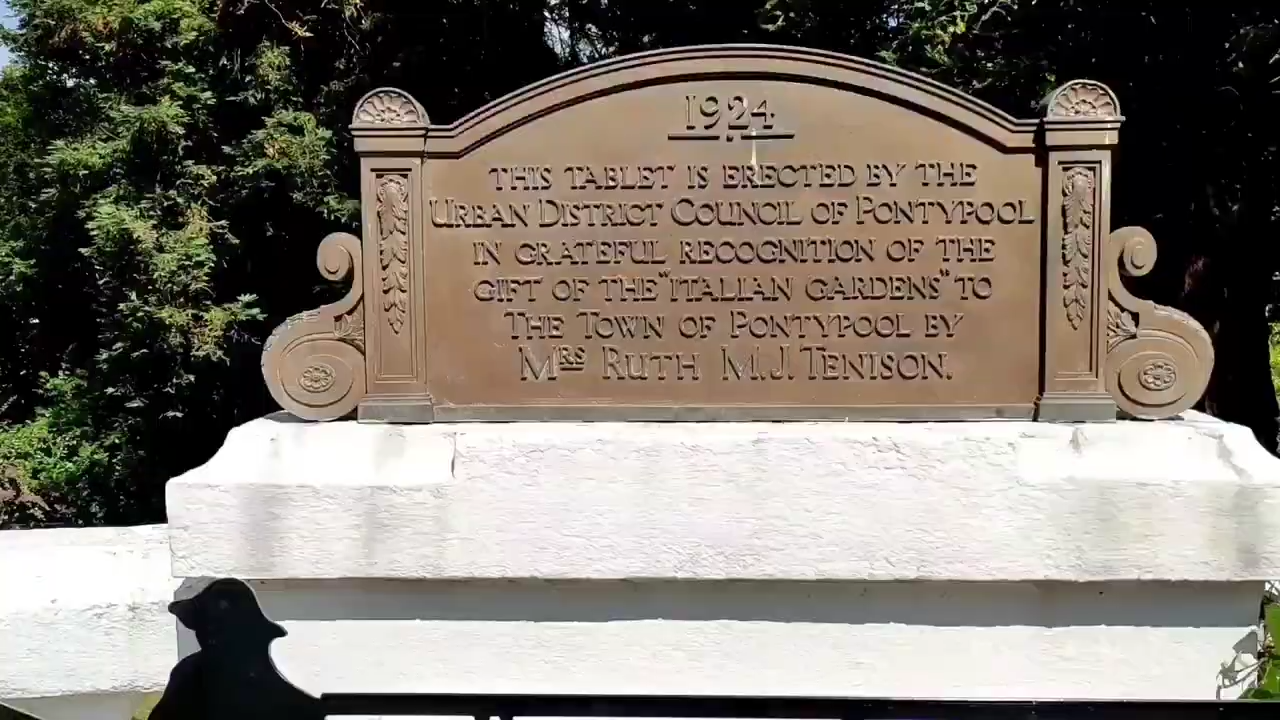 1924
THIS TABLET IS ERECTED BY THE
URBAN DISTRICT COUNCIL OF PONTYPOOL
IN GRATEFUL RECOGNITION OF THE
GIFT OF THE "ITALIAN GARDENS" TO
THE TOWN OF PONTYPOOL BY
MRS RUTH M.J. TENISON.